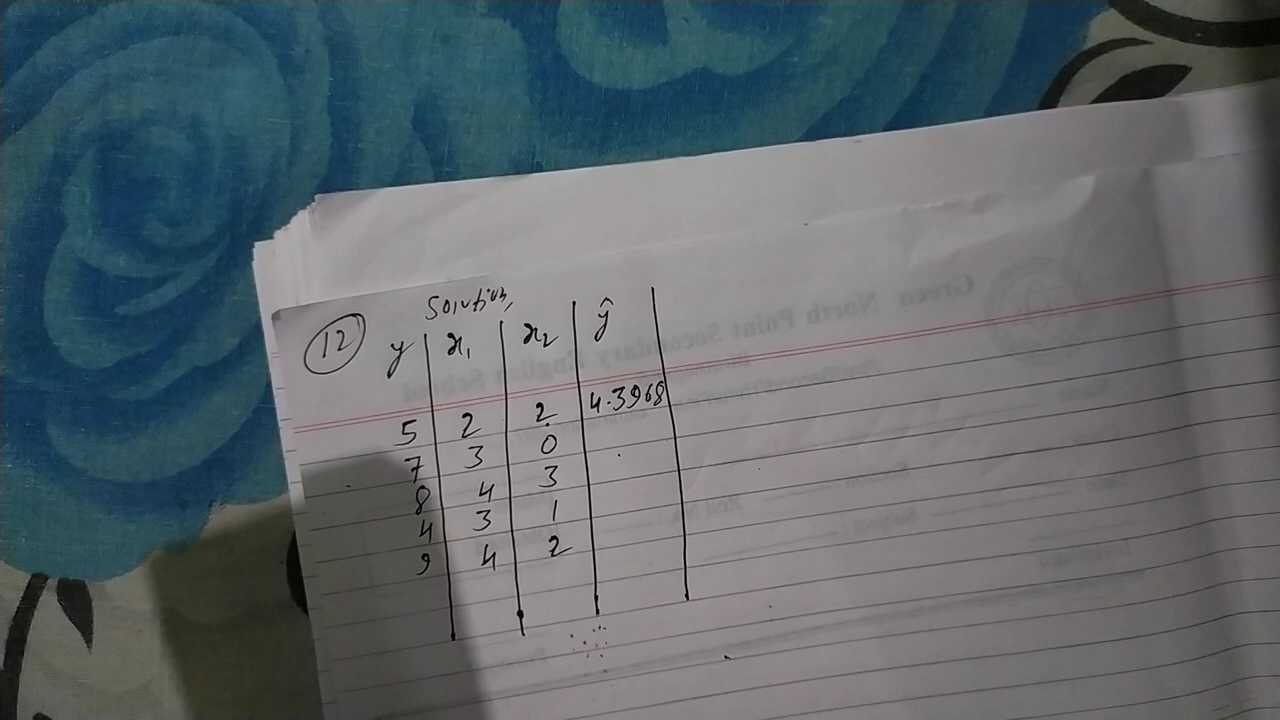 Solution,
12 y x₁ x₂ ŷ
5 2 2 4.3968
7 3 0
8 4 3
4 3 1
9 4 2
Green North Point Secondary English School